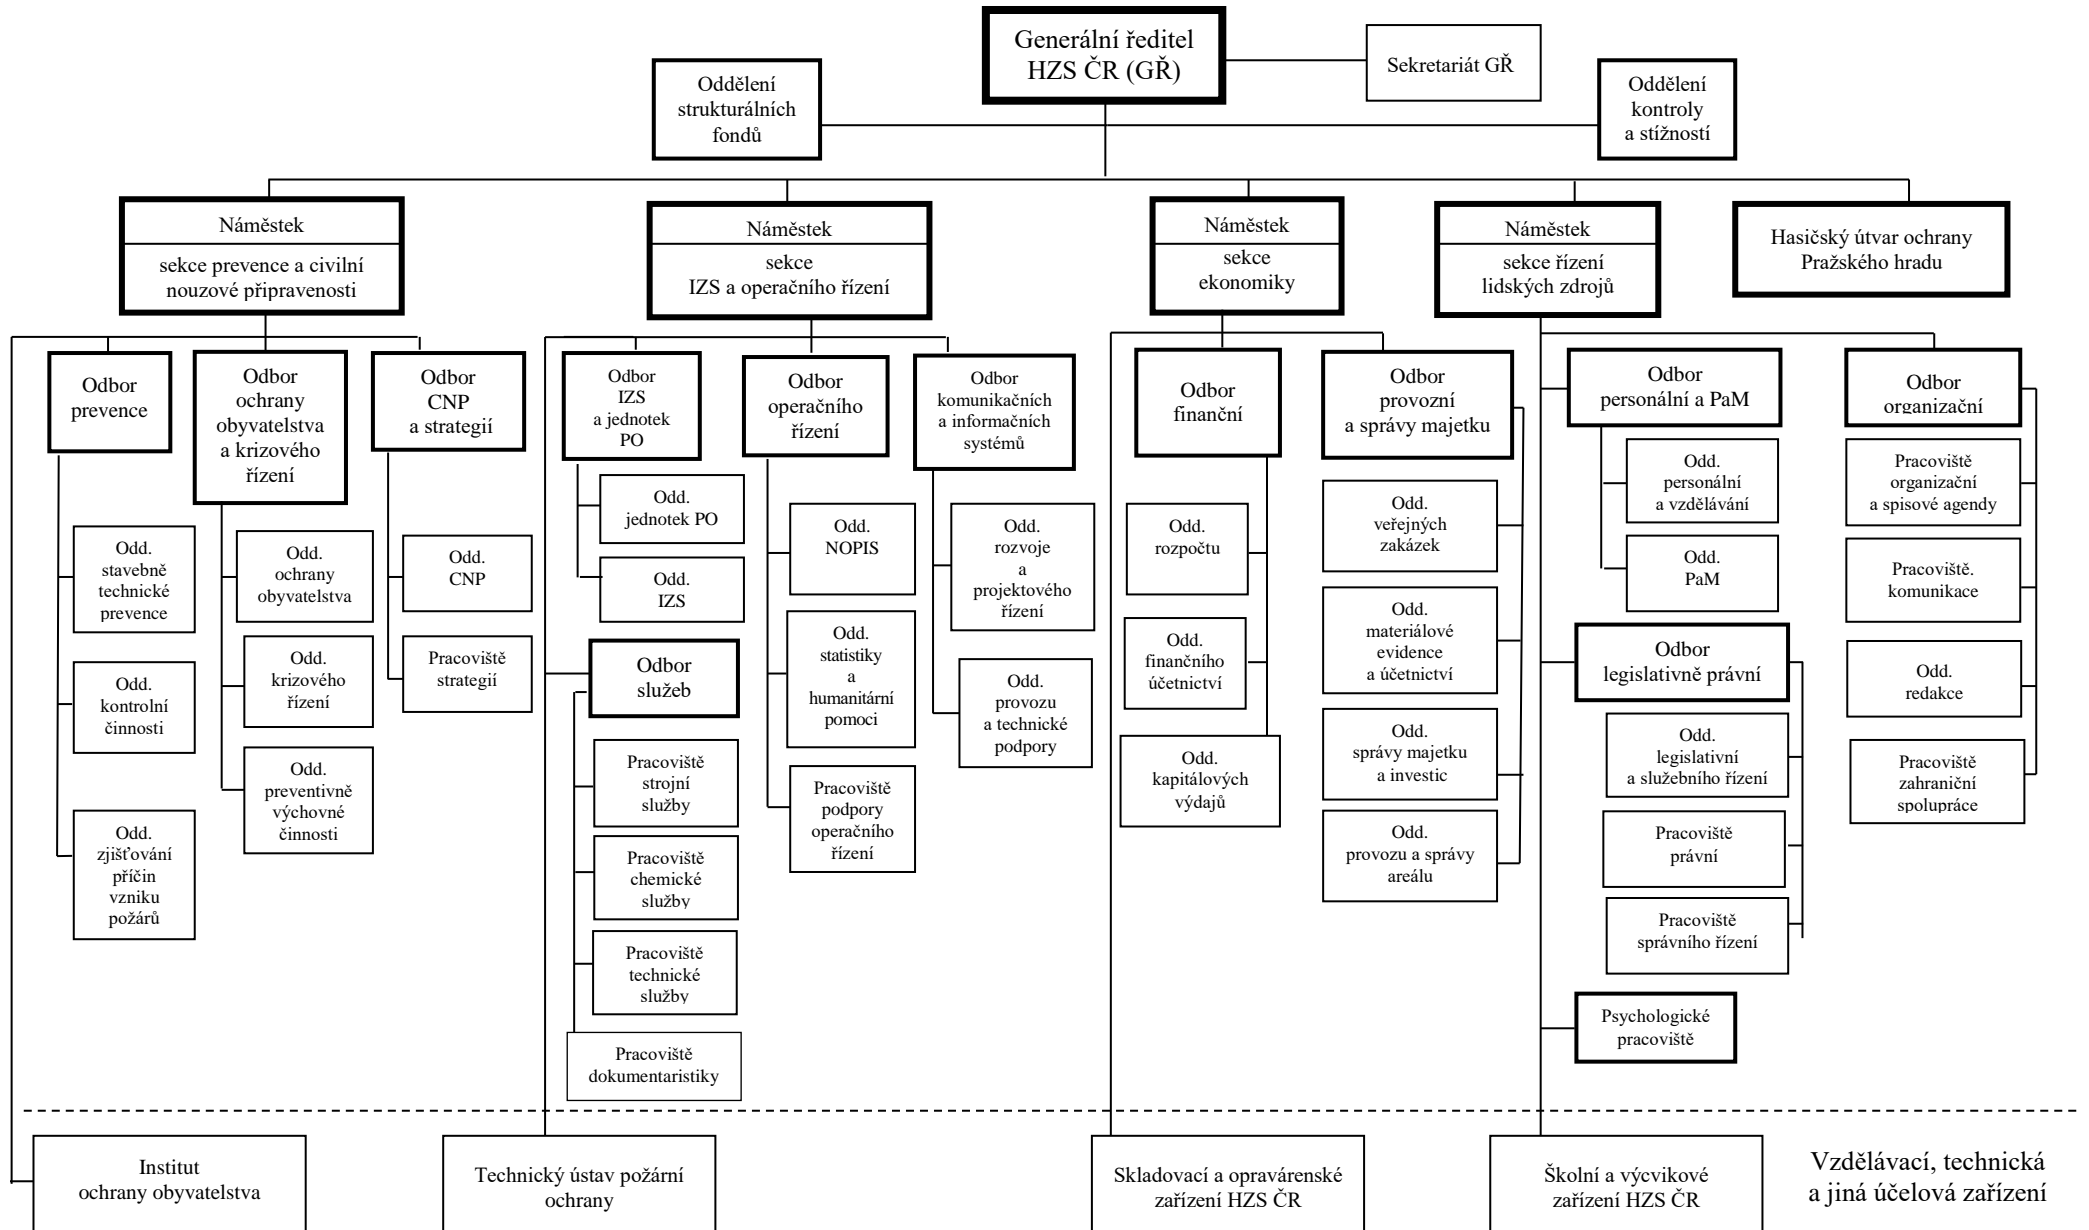 Generální ředitel
HZS ČR (GŘ)
Sekretariát GŘ
Oddělení
strukturálních
fondů
Oddělení
kontroly
a stížností
Náměstek
sekce prevence a civilní
nouzové připravenosti
Náměstek
sekce
IZS a operačního řízení
Náměstek
sekce
ekonomiky
Náměstek
sekce řízení
lidských zdrojů
Hasičský útvar ochrany
Pražského hradu
Odbor
prevence
Odbor
ochrany
obyvatelstva
a krizového
řízení
Odbor
CNP
a strategií
Odbor
IZS
a jednotek
PO
Odbor
operačního
řízení
Odbor
komunikačních
a informačních
systémů
Odbor
finanční
Odbor
provozní
a správy majetku
Odbor
personální a PaM
Odbor
organizační
Odd.
stavebně
technické
prevence
Odd.
kontrolní
činnosti
Odd.
zjišťování
příčin
vzniku
požárů
Odd.
ochrany
obyvatelstva
Odd.
krizového
řízení
Odd.
preventivně
výchovné
činnosti
Odd.
CNP
Pracoviště
strategií
Odd.
jednotek PO
Odd.
IZS
Odbor
služeb
Pracoviště
strojní
služby
Pracoviště
chemické
služby
Pracoviště
technické
služby
Pracoviště
dokumentaristiky
Odd.
NOPIS
Odd.
statistiky
a
humanitární
pomoci
Pracoviště
podpory
operačního
řízení
Odd.
rozvoje
a
projektového
řízení
Odd.
provozu
a technické
podpory
Odd.
rozpočtu
Odd.
finančního
účetnictví
Odd.
kapitálových
výdajů
Odd.
veřejných
zakázek
Odd.
materiálové
evidence
a účetnictví
Odd.
správy majetku
a investic
Odd.
provozu a správy
areálu
Odd.
personální
a vzdělávání
Odd.
PaM
Odbor
legislativně právní
Odd.
legislativní
a služebního řízení
Pracoviště
právní
Pracoviště
správního řízení
Psychologické
pracoviště
Pracoviště
organizační
a spisové agendy
Pracoviště.
komunikace
Odd.
redakce
Pracoviště
zahraniční
spolupráce
Institut
ochrany obyvatelstva
Technický ústav požární
ochrany
Skladovací a opravárenské
zařízení HZS ČR
Školní a výcvikové
zařízení HZS ČR
Vzdělávací, technická
a jiná účelová zařízení